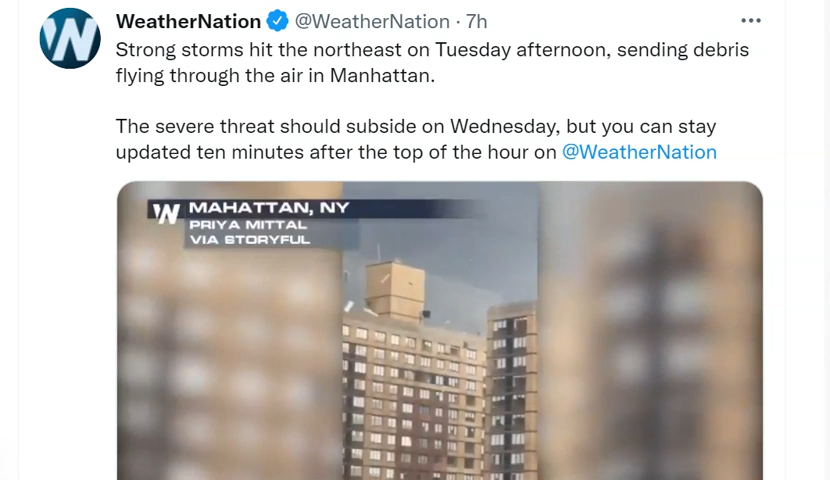 WeatherNation @WeatherNation · 7h
Strong storms hit the northeast on Tuesday afternoon, sending debris
flying through the air in Manhattan.
The severe threat should subside on Wednesday, but you can stay
updated ten minutes after the top of the hour on @WeatherNation
W MAHATTAN, NY
PRIYA MITTAL
VIA STORYFUL